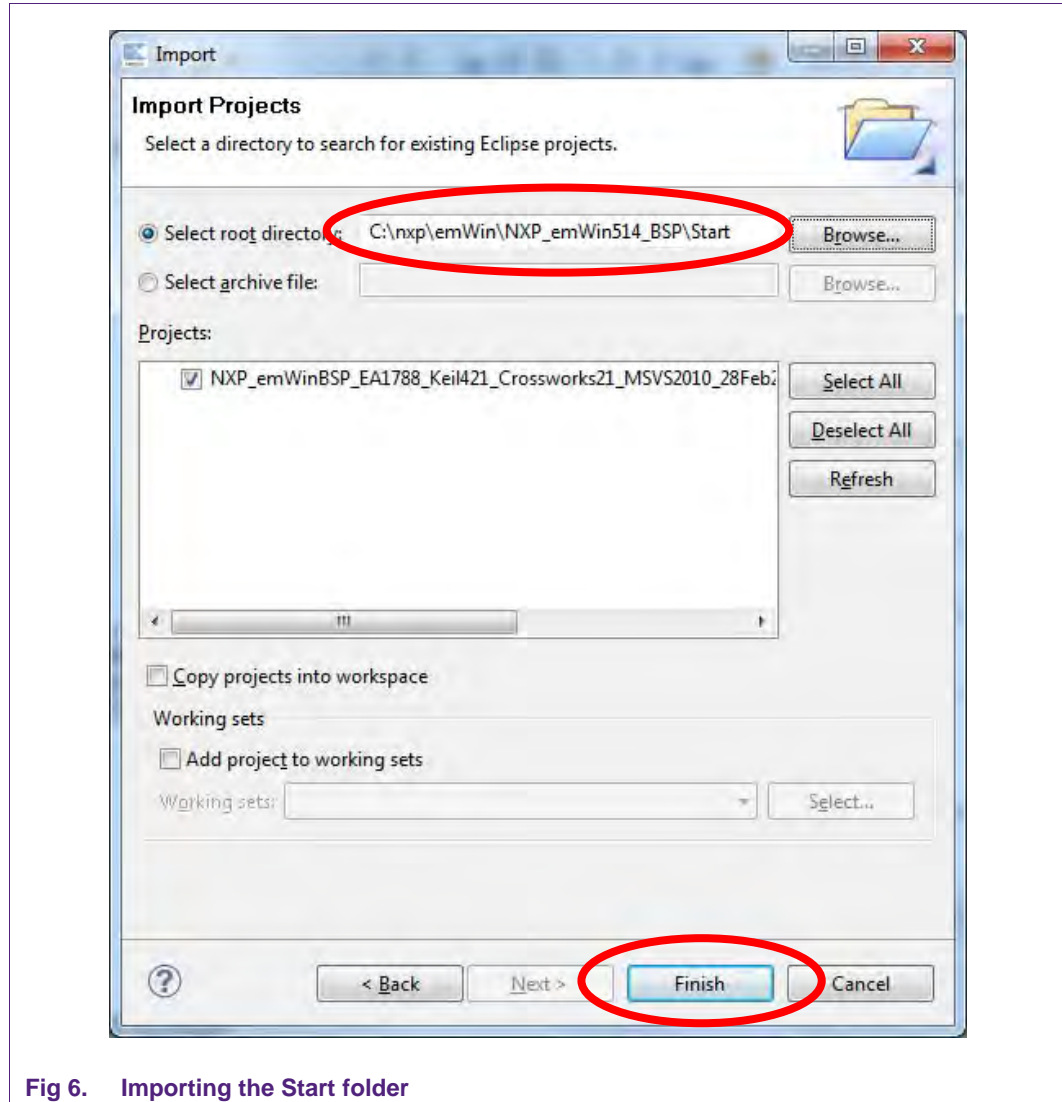 Import
Import Projects
Select a directory to search for existing Eclipse projects.
Select root directory: C:\nxp\emWin\NXP_emWin514_BSP\Start Browse...
Select archive file: Browse...
Projects:
NXP_emWinBSP_EA1788_Keil421_Crossworks21_MSVS2010_28Feb2 Select All
Deselect All
Refresh
Copy projects into workspace
Working sets
Add project to working sets
Working sets: Select...
< Back Next > Finish Cancel
Fig 6. Importing the Start folder